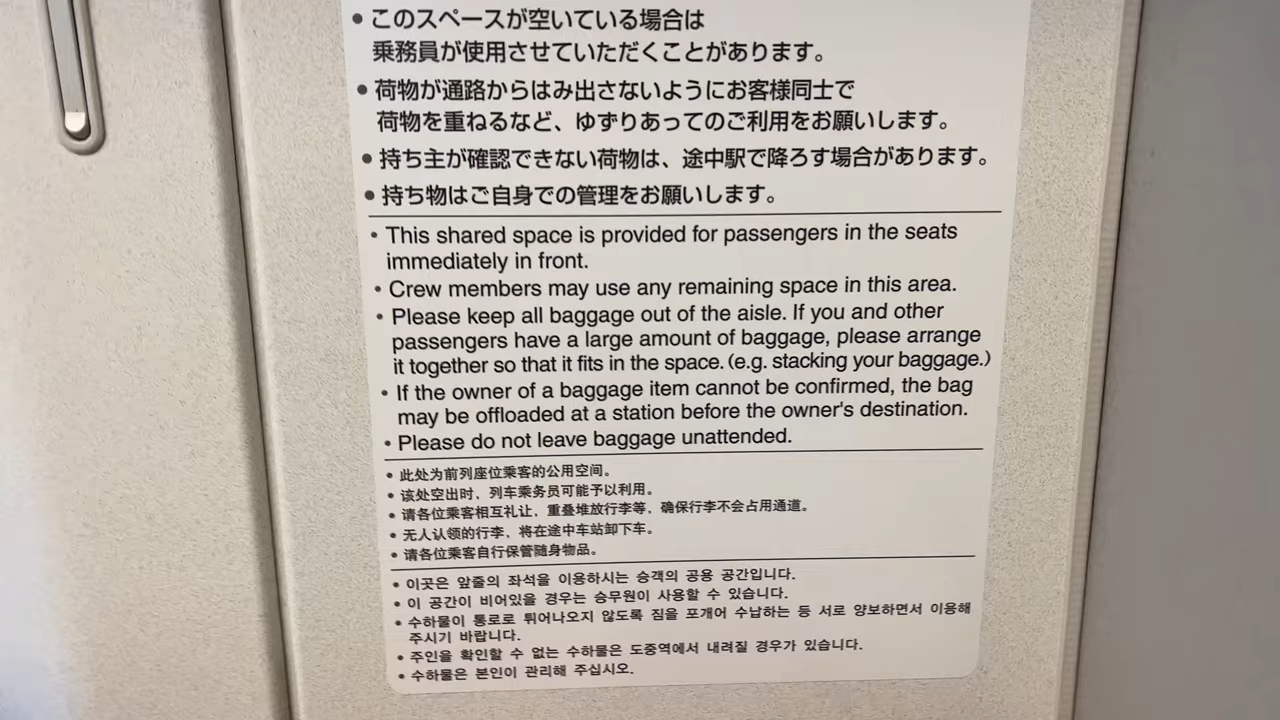 • このスペースが空いている場合は
乗務員が使用させていただくことがあります。
• 荷物が通路からはみ出さないようにお客様同士で
荷物を重ねるなど、ゆずりあってのご利用をお願いします。
• 持ち主が確認できない荷物は、途中駅で降ろす場合があります。
• 持ち物はご自身での管理をお願いします。
• This shared space is provided for passengers in the seats
immediately in front.
• Crew members may use any remaining space in this area.
• Please keep all baggage out of the aisle. If you and other
passengers have a large amount of baggage, please arrange
it together so that it fits in the space. (e.g. stacking your baggage.)
• If the owner of a baggage item cannot be confirmed, the bag
may be offloaded at a station before the owner's destination.
• Please do not leave baggage unattended.
• 此处为前列座位乘客的公用空间。
• 该处空出时，列车乘务员可能予以利用。
• 请各位乘客相互礼让，重叠堆放行李等，确保行李不会占用通道。
• 无人认领的行李，将在途中车站卸下车。
• 请各位乘客自行保管随身物品。
• 이곳은 앞줄의 좌석을 이용하시는 승객의 공용 공간입니다.
• 이 공간이 비어있을 경우는 승무원이 사용할 수 있습니다.
• 수하물이 통로로 튀어나오지 않도록 짐을 포개어 수납하는 등 서로 양보하면서 이용해
주시기 바랍니다.
• 주인을 확인할 수 없는 수하물은 도중역에서 내려질 경우가 있습니다.
• 수하물은 본인이 관리해 주십시오.